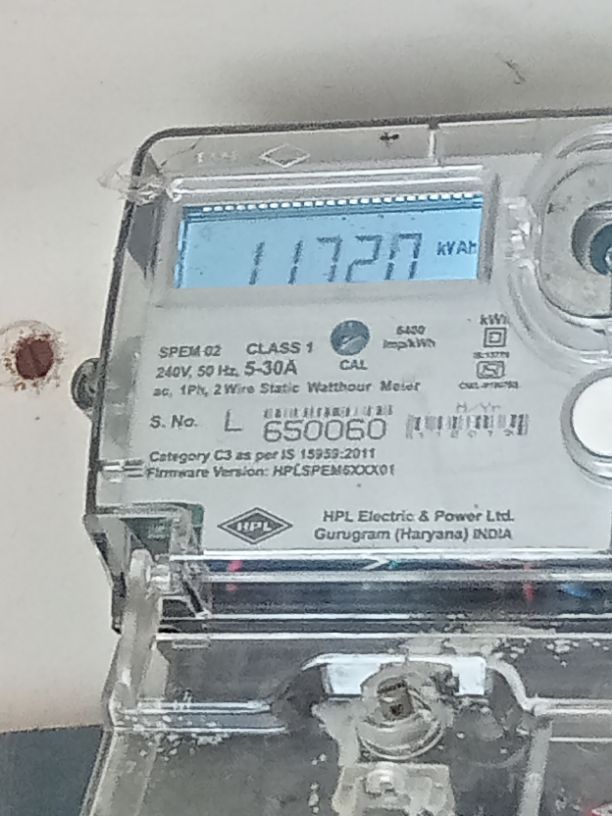 kVAh
SPEM 02 CLASS 1
CAL
6400
imp/kWh
240V, 50 Hz, 5-30A
ac, 1Ph, 2 Wire Static Watthour Meter
S. No. L 650060
M/Yr
Category C3 as per IS 15959:2011
Firmware Version: HPLSPEM6XXX01
HPL
HPL Electric & Power Ltd.
Gurugram (Haryana) INDIA